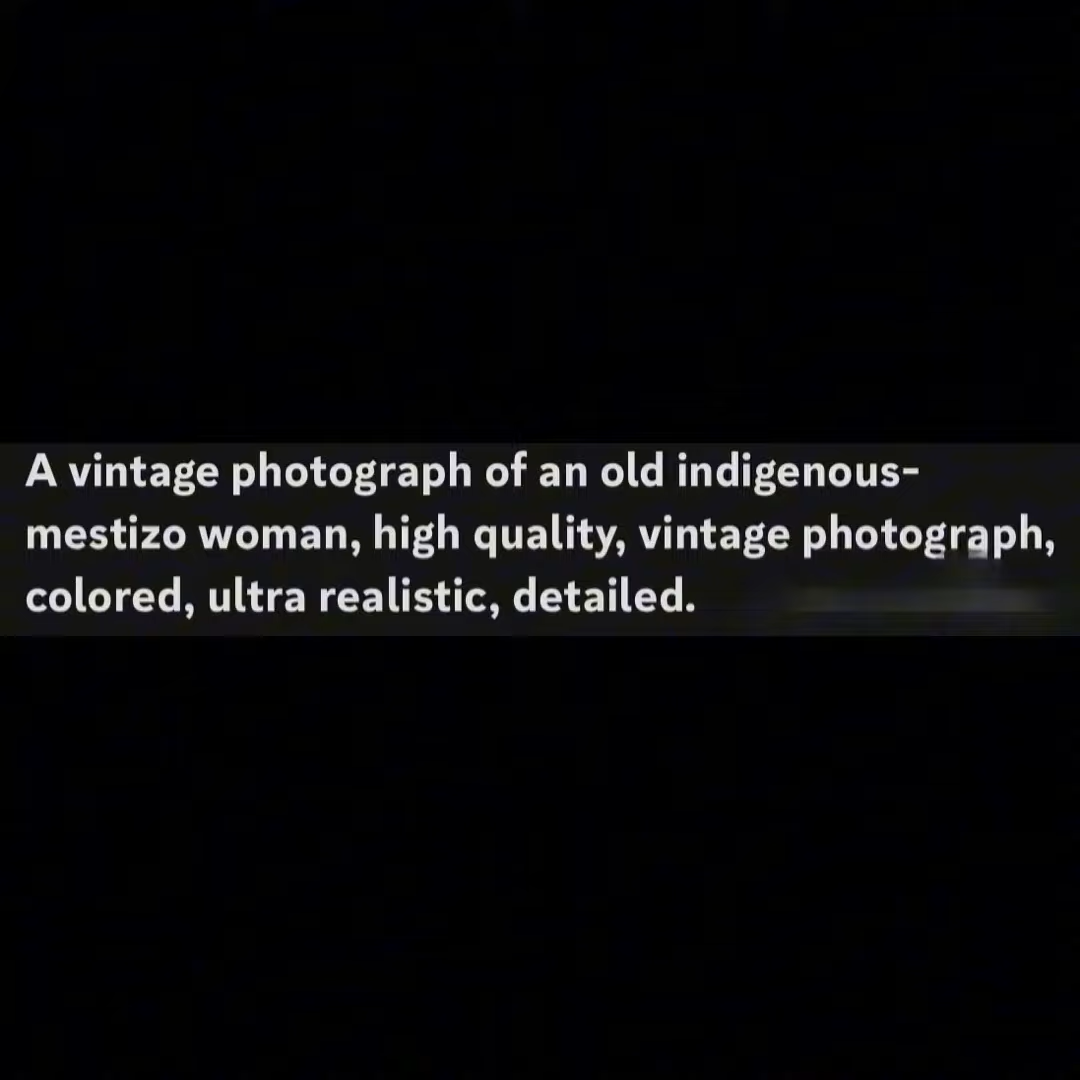 A vintage photograph of an old indigenous-
mestizo woman, high quality, vintage photograph,
colored, ultra realistic, detailed.